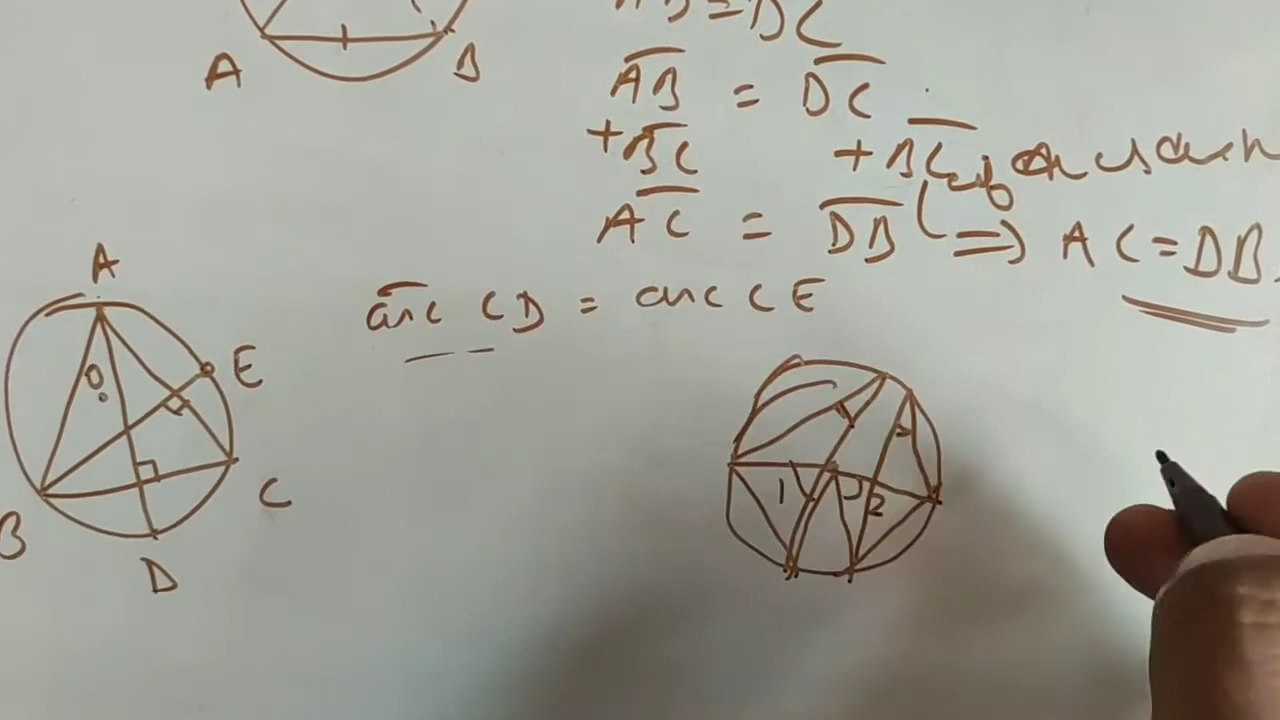 AB = DC
A B
AB = DC
+ BC + BC
AC = DB => AC = DB
arc CD = arc CE
A
E
C
B
D
1 2